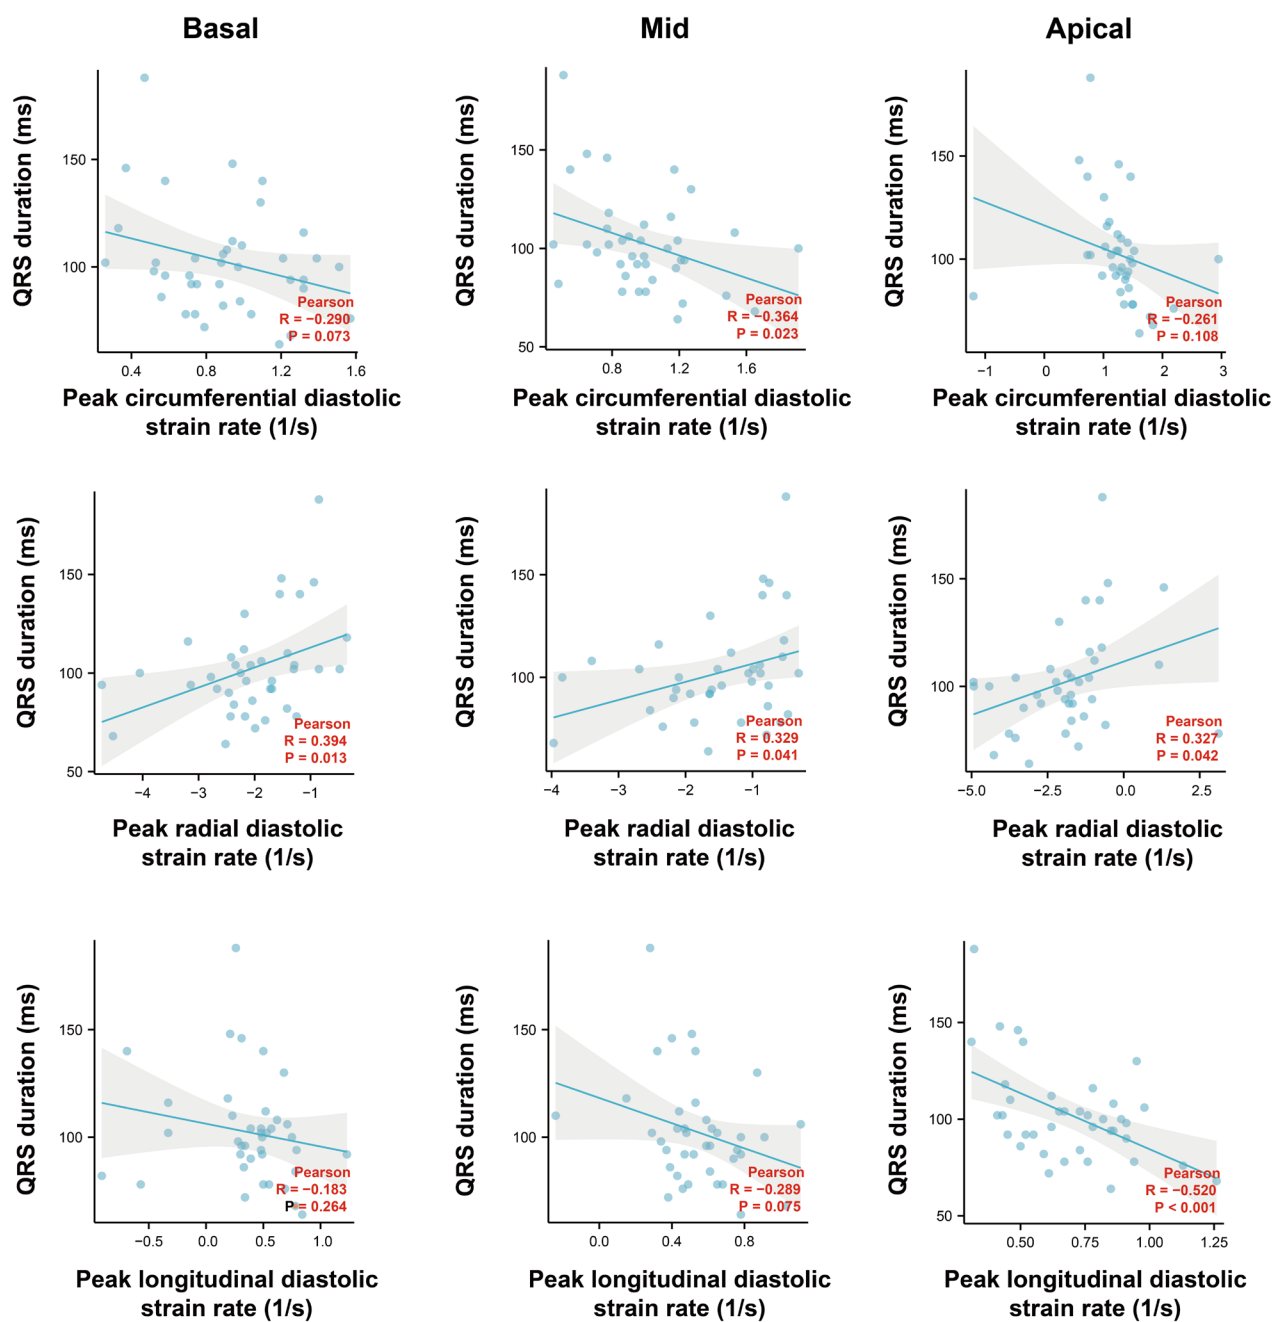 Basal
Mid
Apical
QRS duration (ms)
150
100
Pearson
R = −0.290
P = 0.073
0.4
0.8
1.2
1.6
Peak circumferential diastolic
strain rate (1/s)
QRS duration (ms)
150
100
50
Pearson
R = −0.364
P = 0.023
0.8
1.2
1.6
Peak circumferential diastolic
strain rate (1/s)
QRS duration (ms)
150
100
Pearson
R = −0.261
P = 0.108
−1
0
1
2
3
Peak circumferential diastolic
strain rate (1/s)
QRS duration (ms)
150
100
50
Pearson
R = 0.394
P = 0.013
−4
−3
−2
−1
Peak radial diastolic
strain rate (1/s)
QRS duration (ms)
150
100
Pearson
R = 0.329
P = 0.041
−4
−3
−2
−1
Peak radial diastolic
strain rate (1/s)
QRS duration (ms)
150
100
Pearson
R = 0.327
P = 0.042
−5.0
−2.5
0.0
2.5
Peak radial diastolic
strain rate (1/s)
QRS duration (ms)
150
100
Pearson
R = −0.183
P = 0.264
−0.5
0.0
0.5
1.0
Peak longitudinal diastolic
strain rate (1/s)
QRS duration (ms)
150
100
Pearson
R = −0.289
P = 0.075
0.0
0.4
0.8
Peak longitudinal diastolic
strain rate (1/s)
QRS duration (ms)
150
100
50
Pearson
R = −0.520
P < 0.001
0.50
0.75
1.00
1.25
Peak longitudinal diastolic
strain rate (1/s)